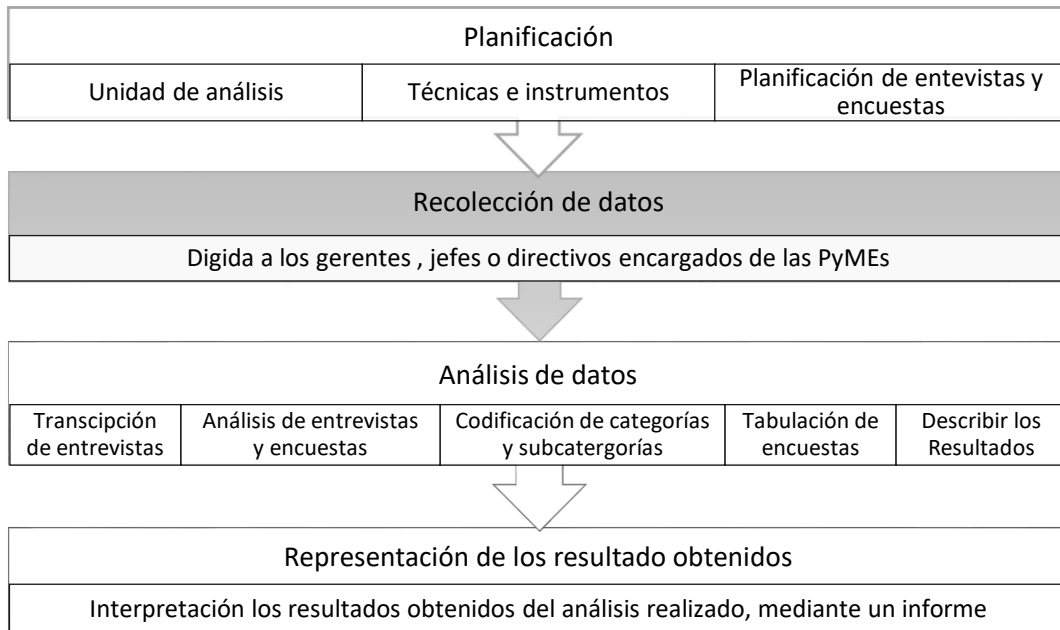 Planificación
Unidad de análisis
Técnicas e instrumentos
Planificación de entevistas y
encuestas
Recolección de datos
Digida a los gerentes , jefes o directivos encargados de las PyMEs
Análisis de datos
Transcipción
de entrevistas
Análisis de entrevistas
y encuestas
Codificación de categorías
y subcatergorías
Tabulación de
encuestas
Describir los
Resultados
Representación de los resultado obtenidos
Interpretación los resultados obtenidos del análisis realizado, mediante un informe